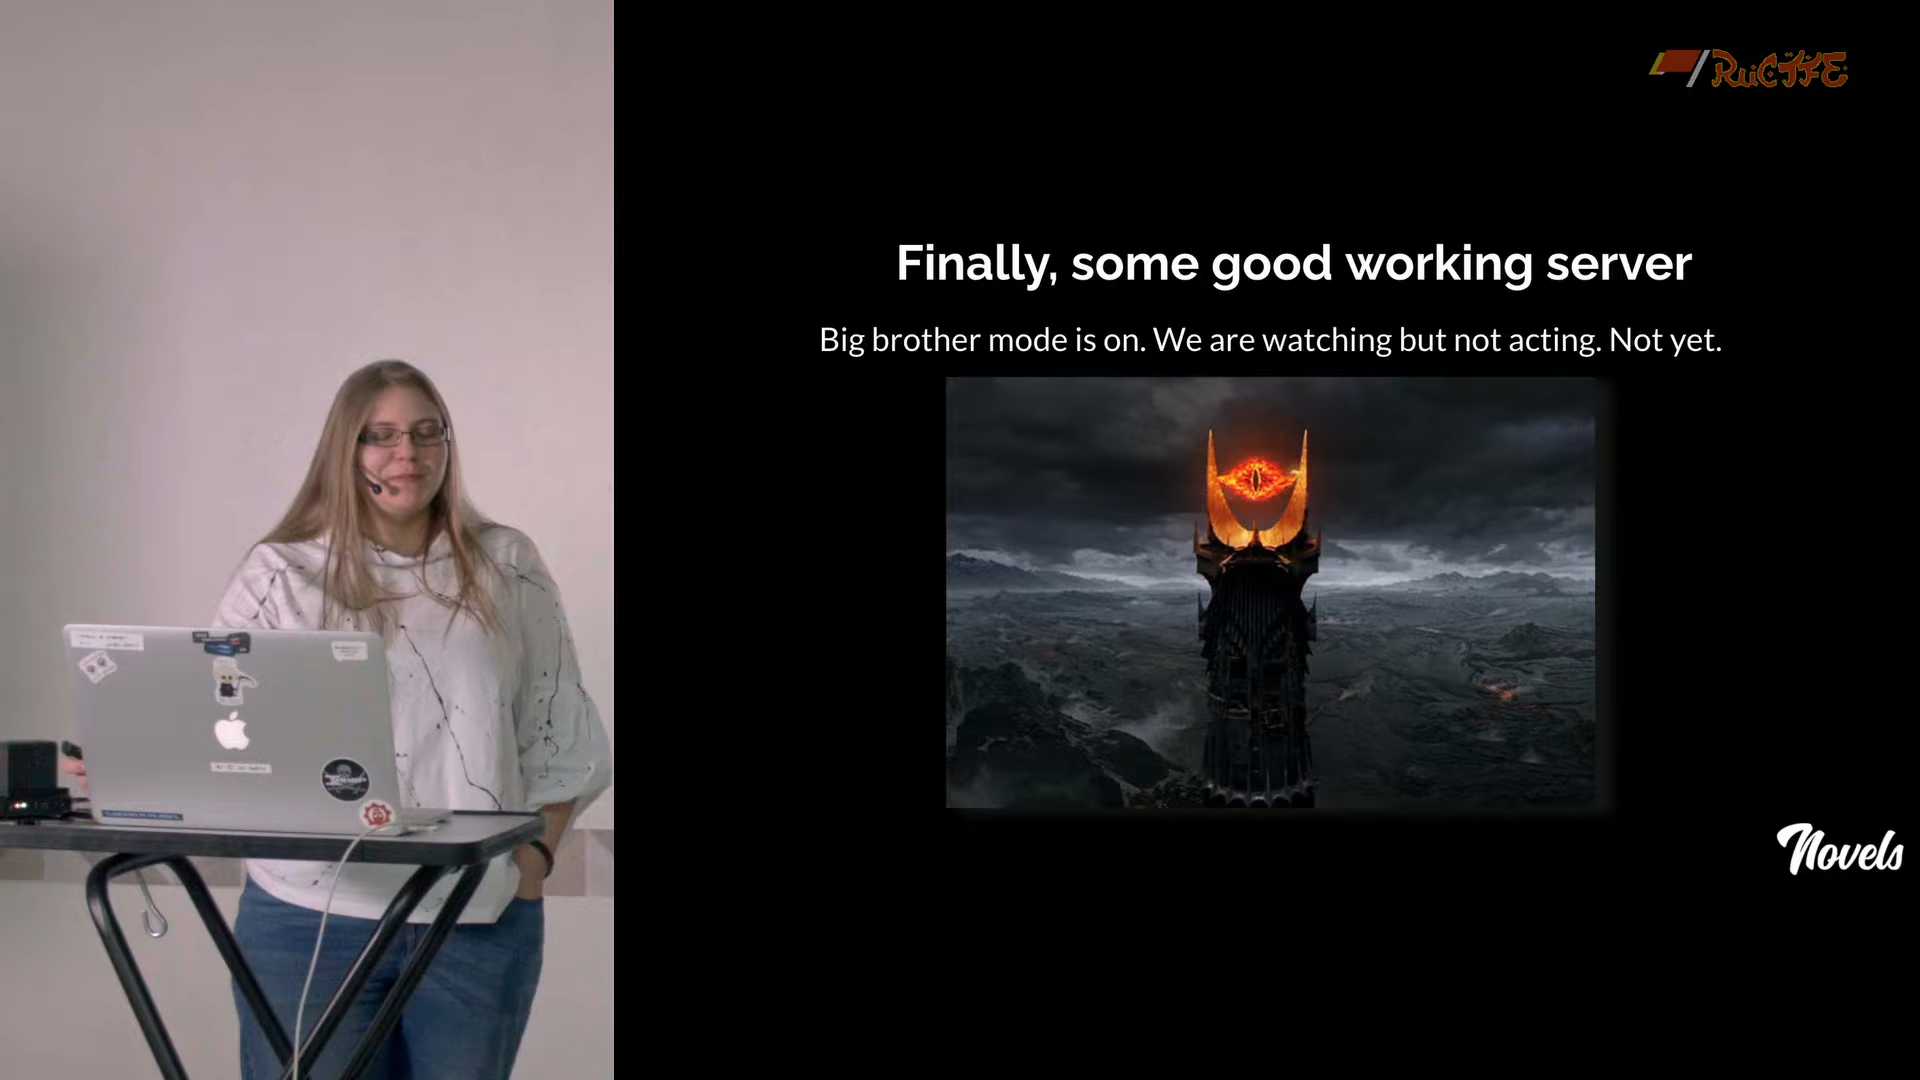 RuCTFE
Finally, some good working server
Big brother mode is on. We are watching but not acting. Not yet.
Novels